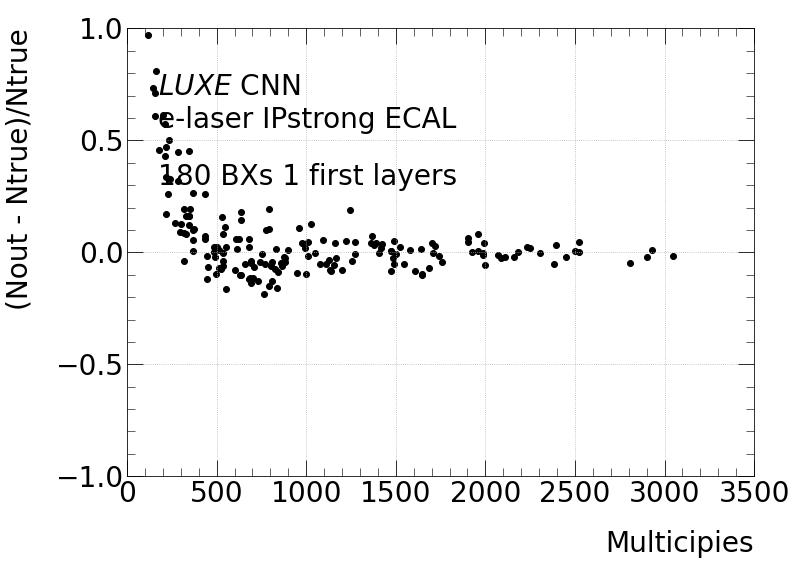 (Nout - Ntrue)/Ntrue
1.0
0.5
0.0
−0.5
−1.0
LUXE CNN
e-laser IPstrong ECAL
180 BXs 1 first layers
0 500 1000 1500 2000 2500 3000 3500
Multicipies